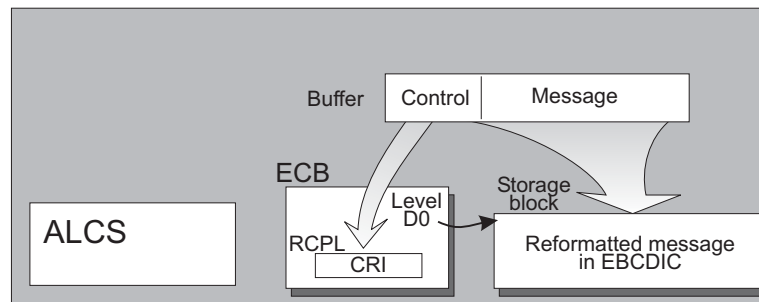 Buffer
Control
Message
ECB
Level
D0
Storage
block
ALCS
RCPL
CRI
Reformatted message
in EBCDIC